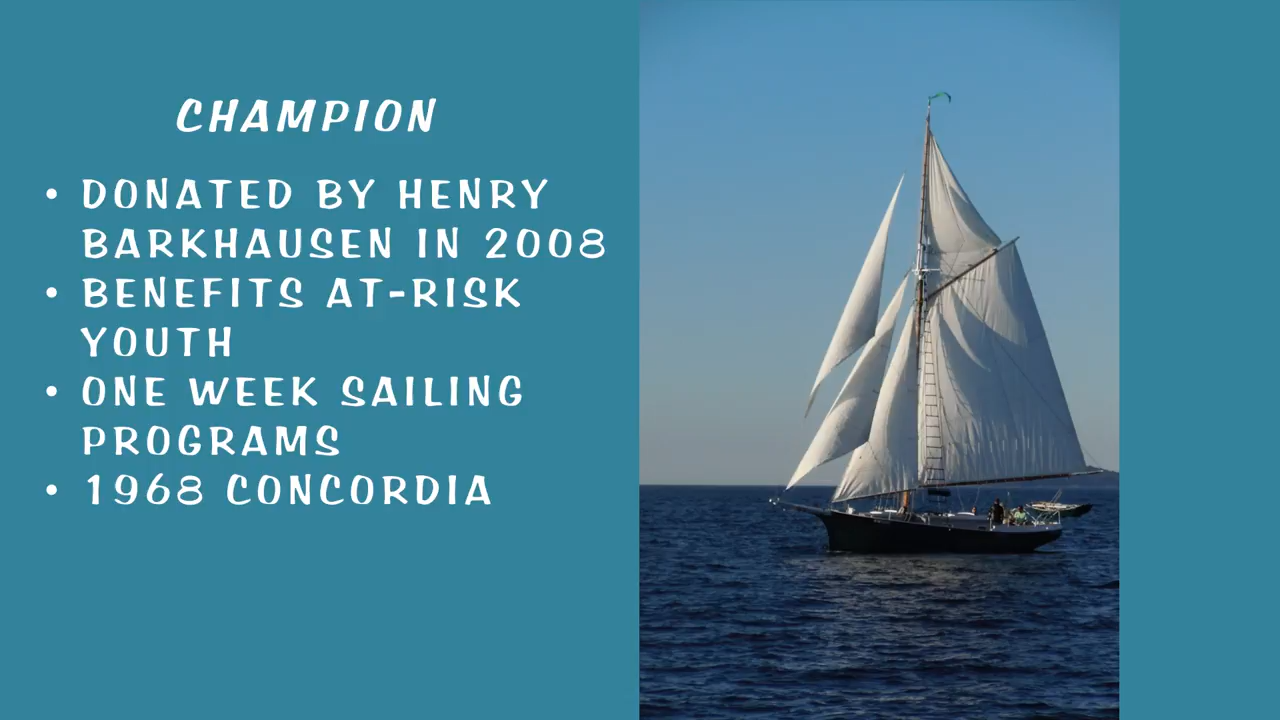 CHAMPION
• DONATED BY HENRY
BARKHAUSEN IN 2008
• BENEFITS AT-RISK
YOUTH
• ONE WEEK SAILING
PROGRAMS
• 1968 CONCORDIA